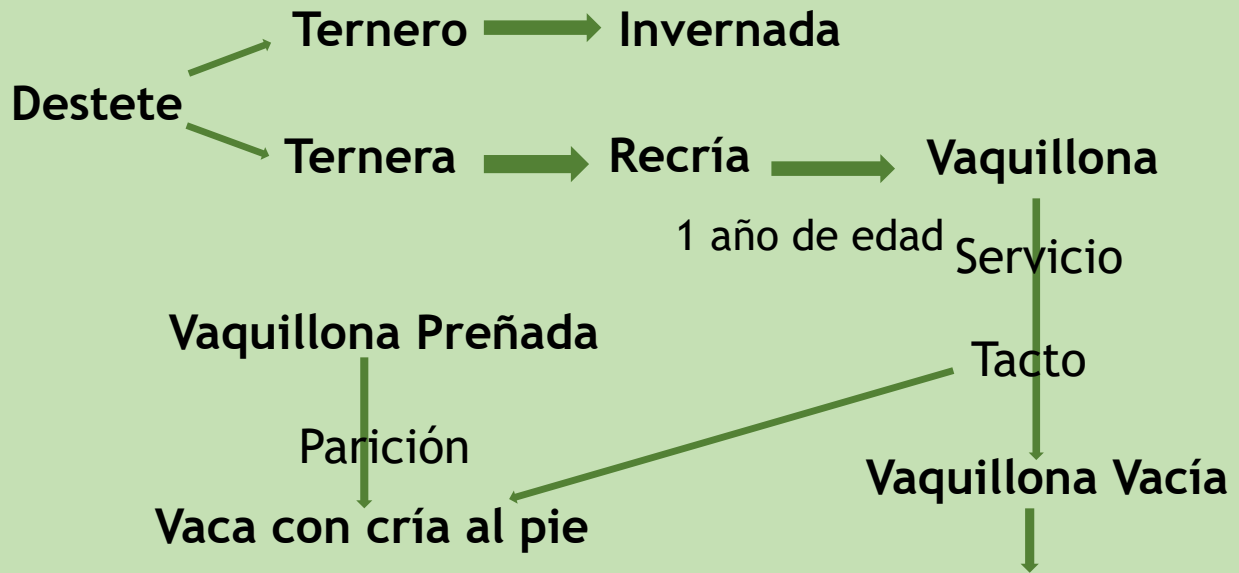 Ternero Invernada
Destete
Ternera Recría Vaquillona
1 año de edad Servicio
Vaquillona Preñada
Tacto
Parición
Vaquillona Vacía
Vaca con cría al pie